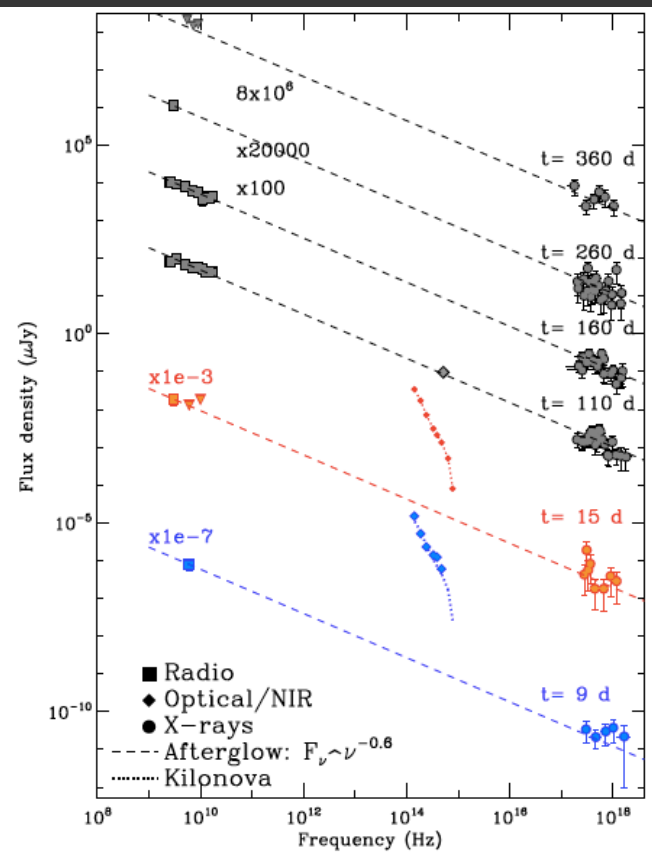 8x10⁶
t= 360 d
x20000
x100
t= 260 d
t= 160 d
t= 110 d
x1e-3
t= 15 d
x1e-7
t= 9 d
Radio
Optical/NIR
X-rays
Afterglow: Fν~ν⁻⁰·⁶
Kilonova
10⁵
10⁰
10⁻⁵
10⁻¹⁰
Flux density (μJy)
10⁸ 10¹⁰ 10¹² 10¹⁴ 10¹⁶ 10¹⁸
Frequency (Hz)